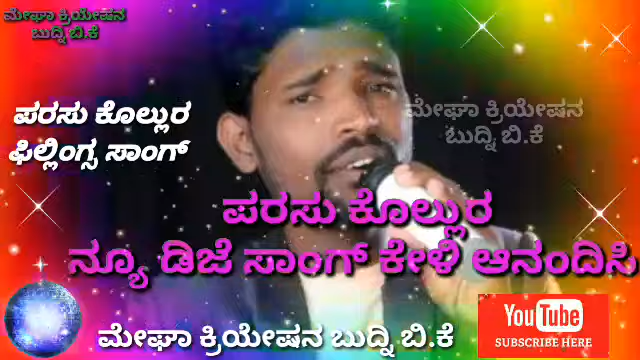 ಮೇಘಾ ಕ್ರಿಯೇಷನ
ಬುದ್ನಿ ಬಿ.ಕೆ
ಪರಸು ಕೊಲ್ಲುರ
ಫಿಲ್ಲಿಂಗ್ಸ ಸಾಂಗ್
ಮೇಘಾ ಕ್ರಿಯೇಷನ
ಬುದ್ನಿ ಬಿ.ಕೆ
ಪರಸು ಕೊಲ್ಲುರ
ನ್ಯೂ ಡಿಜೆ ಸಾಂಗ್ ಕೇಳಿ ಆನಂದಿಸಿ
ಮೇಘಾ ಕ್ರಿಯೇಷನ ಬುದ್ನಿ ಬಿ.ಕೆ
YouTube
SUBSCRIBE HERE